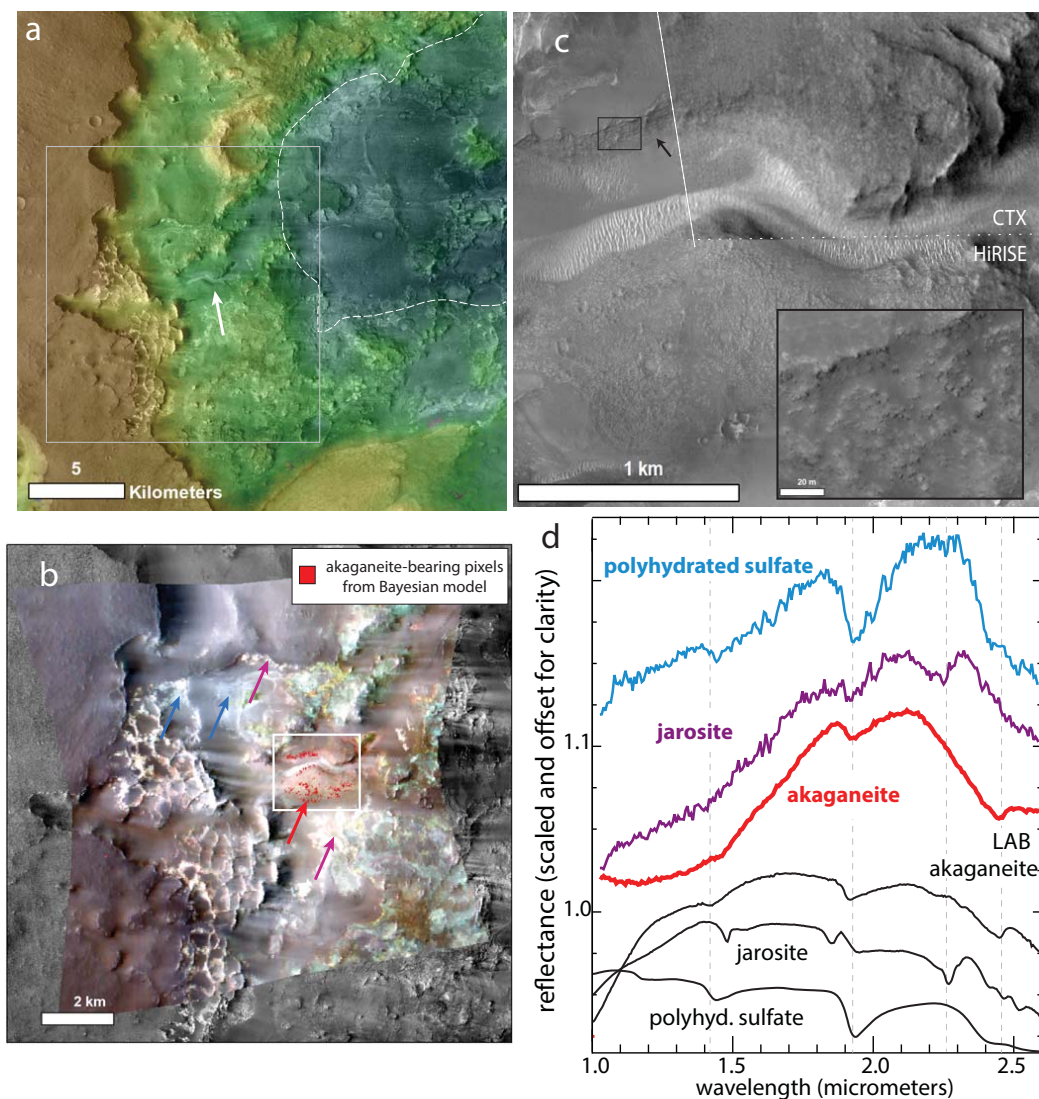 a
5
Kilometers
c
CTX
HiRISE
1 km
20 m
b
akaganeite-bearing pixels
from Bayesian model
2 km
d
polyhydrated sulfate
jarosite
akaganeite
LAB
akaganeite
jarosite
polyhyd. sulfate
1.10
1.0
reflectance (scaled and offset for clarity)
1.0
1.5
2.0
2.5
wavelength (micrometers)